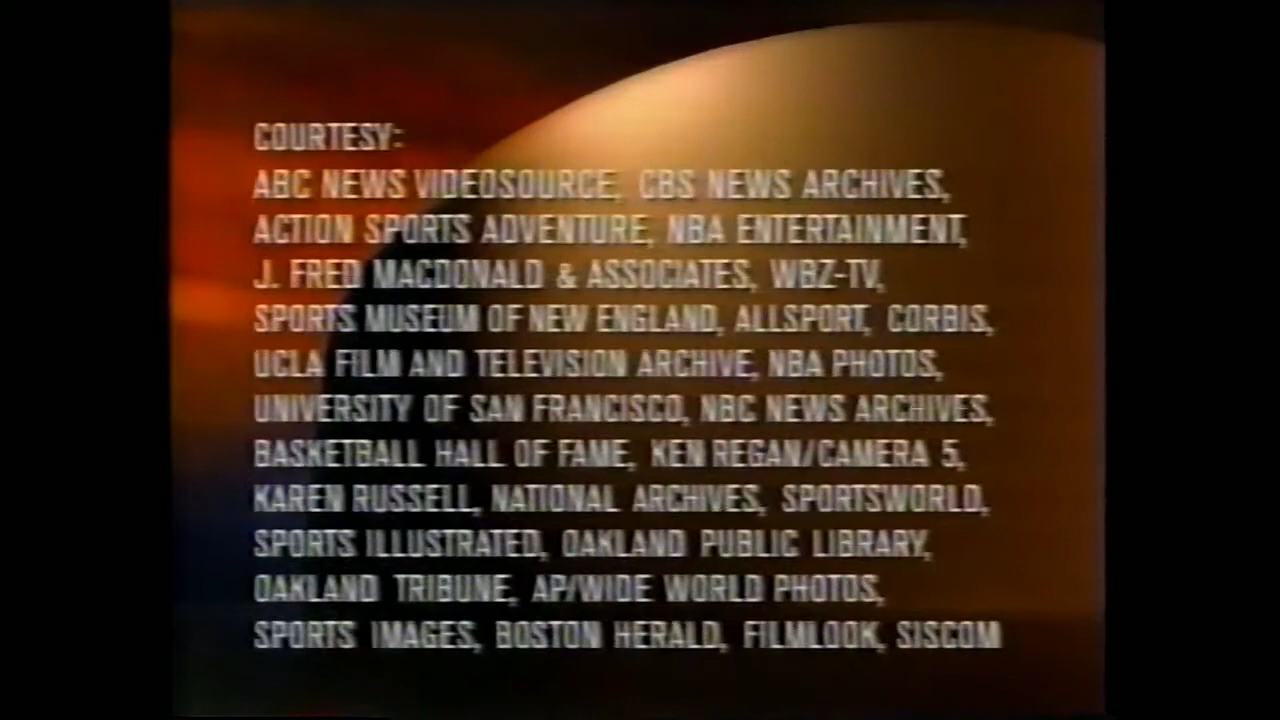 COURTESY:
ABC NEWS VIDEOSOURCE, CBS NEWS ARCHIVES,
ACTION SPORTS ADVENTURE, NBA ENTERTAINMENT,
J. FRED MACDONALD & ASSOCIATES, WBZ-TV,
SPORTS MUSEUM OF NEW ENGLAND, ALLSPORT, CORBIS,
UCLA FILM AND TELEVISION ARCHIVE, NBA PHOTOS,
UNIVERSITY OF SAN FRANCISCO, NBC NEWS ARCHIVES,
BASKETBALL HALL OF FAME, KEN REGAN/CAMERA 5,
KAREN RUSSELL, NATIONAL ARCHIVES, SPORTSWORLD,
SPORTS ILLUSTRATED, OAKLAND PUBLIC LIBRARY,
OAKLAND TRIBUNE, AP/WIDE WORLD PHOTOS,
SPORTS IMAGES, BOSTON HERALD, FILMLOOK, SISCOM